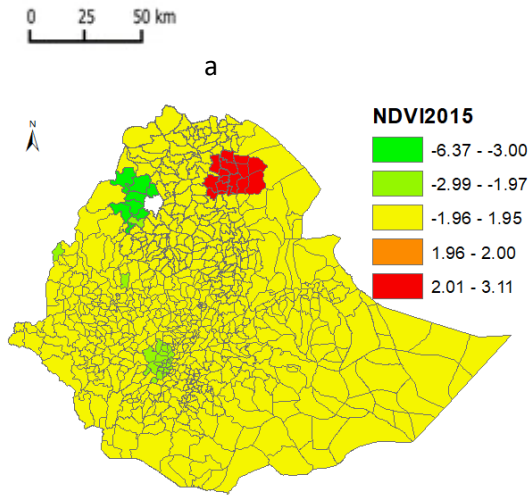 0 25 50 km
a
N
NDVI2015
-6.37 - -3.00
-2.99 - -1.97
-1.96 - 1.95
1.96 - 2.00
2.01 - 3.11